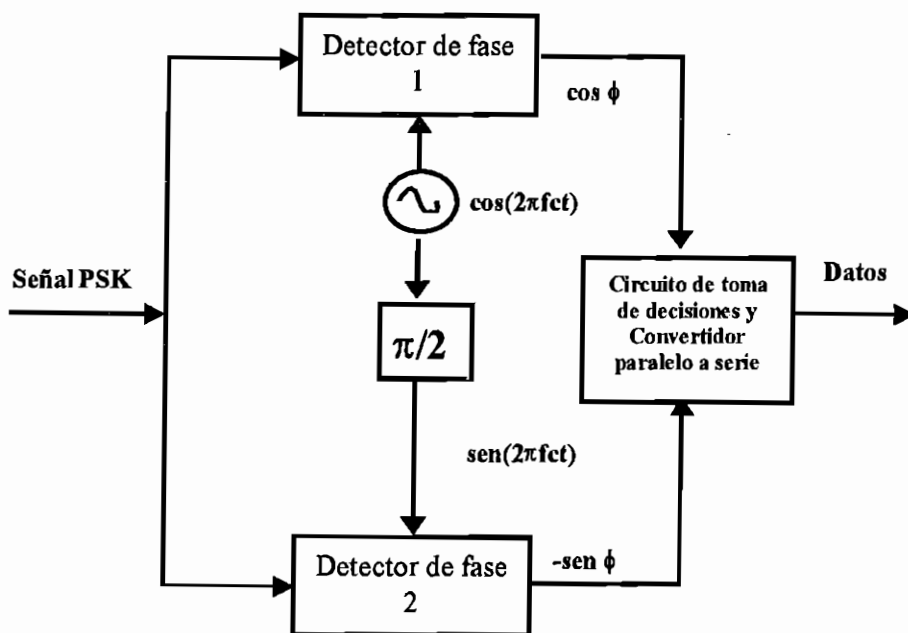 Detector de fase
1
cos ϕ
cos(2πfct)
Señal PSK
Datos
Circuito de toma
de decisiones y
Convertidor
paralelo a serie
π/2
sen(2πfct)
Detector de fase
2
-sen ϕ